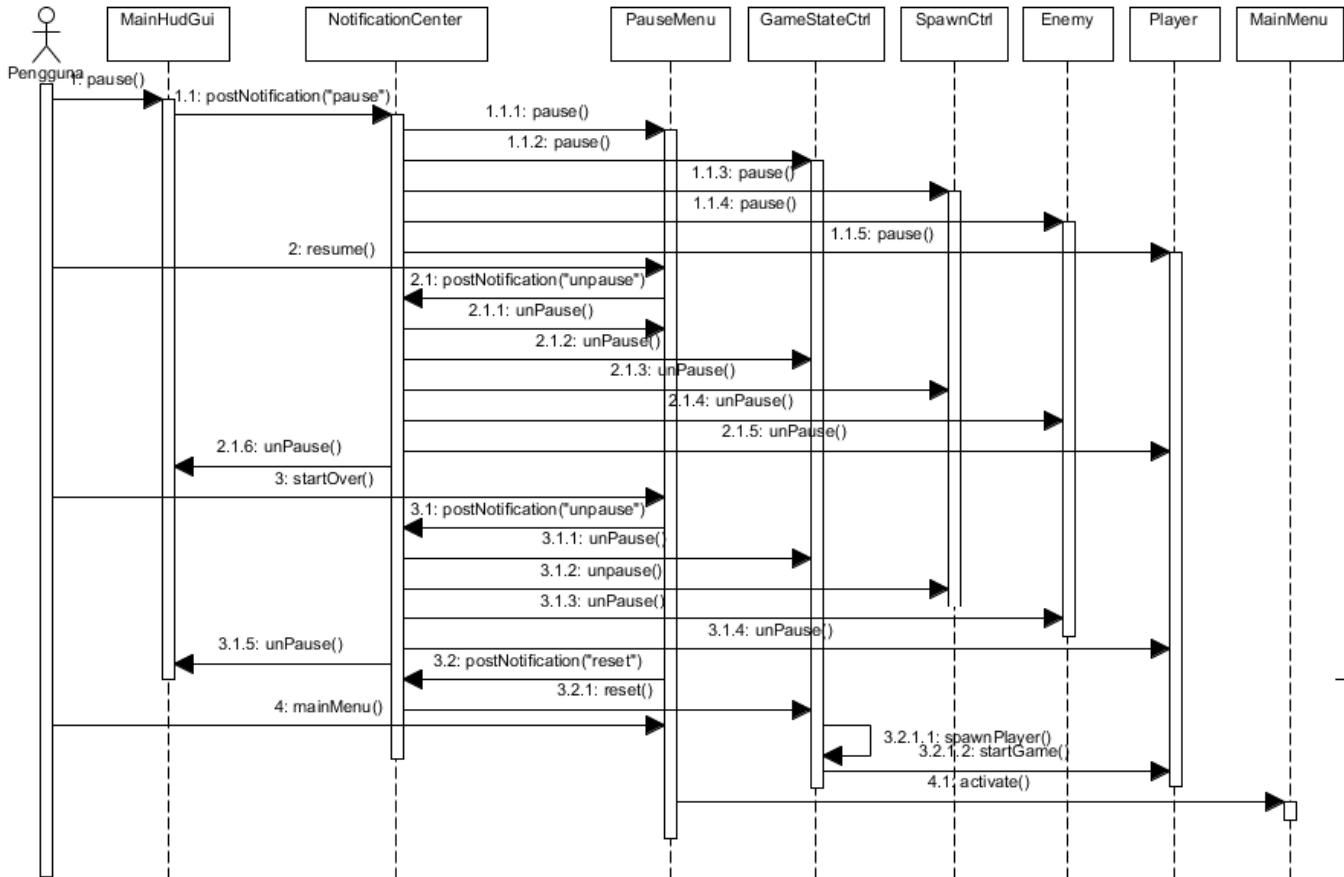 MainHudGui
NotificationCenter
PauseMenu
GameStateCtrl
SpawnCtrl
Enemy
Player
MainMenu
Pengguna
1: pause()
1.1: postNotification("pause")
1.1.1: pause()
1.1.2: pause()
1.1.3: pause()
1.1.4: pause()
1.1.5: pause()
2: resume()
2.1: postNotification("unpause")
2.1.1: unPause()
2.1.2: unPause()
2.1.3: unPause()
2.1.4: unPause()
2.1.5: unPause()
2.1.6: unPause()
3: startOver()
3.1: postNotification("unpause")
3.1.1: unPause()
3.1.2: unpause()
3.1.3: unPause()
3.1.4: unPause()
3.1.5: unPause()
3.2: postNotification("reset")
3.2.1: reset()
4: mainMenu()
3.2.1.1: spawnPlayer()
3.2.1.2: startGame()
4.1: activate()